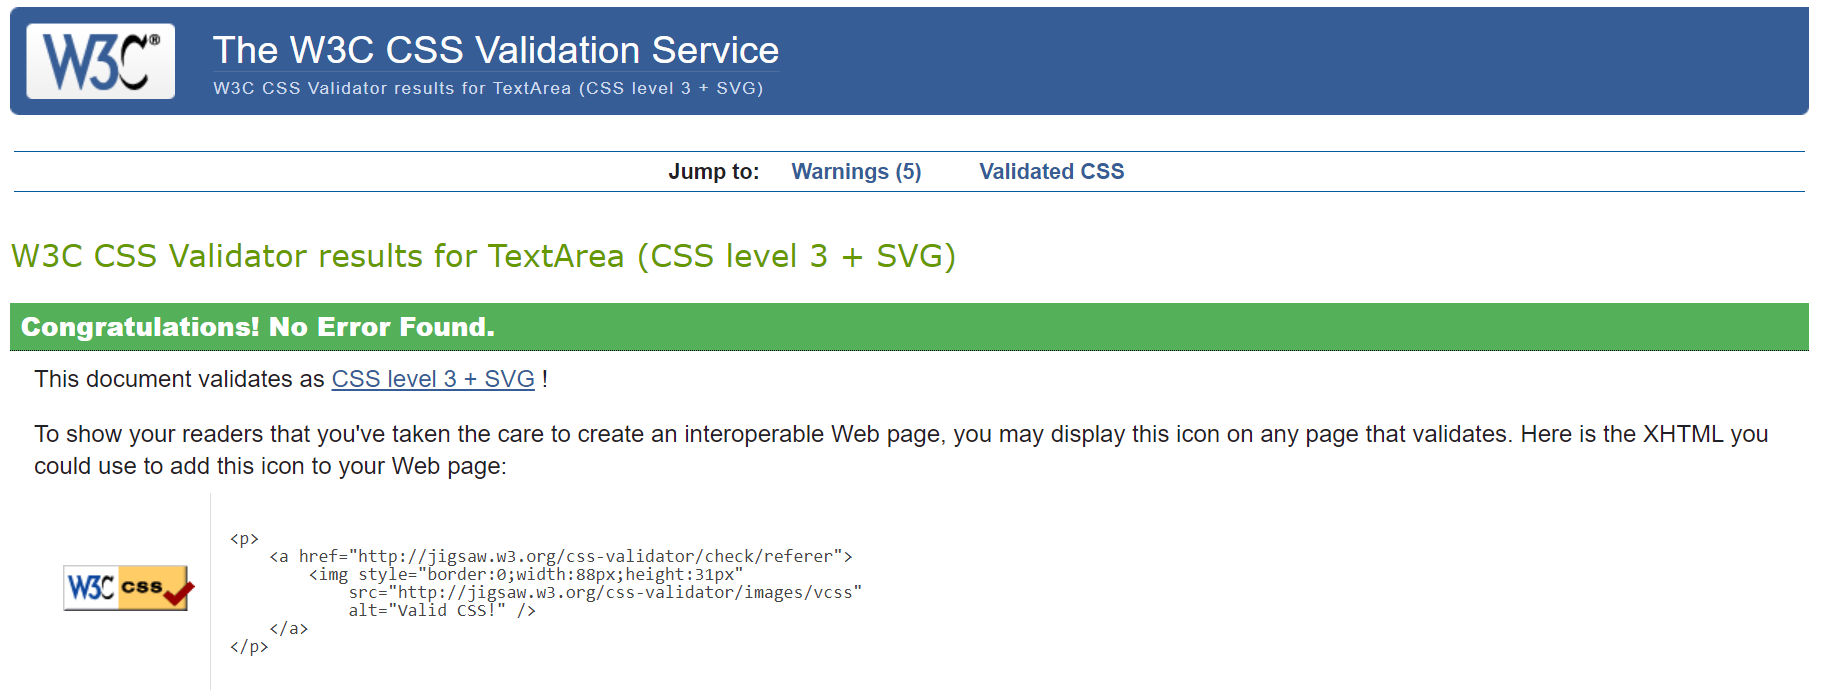 W3C®
The W3C CSS Validation Service
W3C CSS Validator results for TextArea (CSS level 3 + SVG)
Jump to: Warnings (5) Validated CSS
W3C CSS Validator results for TextArea (CSS level 3 + SVG)
Congratulations! No Error Found.
This document validates as CSS level 3 + SVG !
To show your readers that you've taken the care to create an interoperable Web page, you may display this icon on any page that validates. Here is the XHTML you
could use to add this icon to your Web page:
W3C css
<p>
    <a href="http://jigsaw.w3.org/css-validator/check/referer">
        <img style="border:0;width:88px;height:31px"
            src="http://jigsaw.w3.org/css-validator/images/vcss"
            alt="Valid CSS!" />
    </a>
</p>